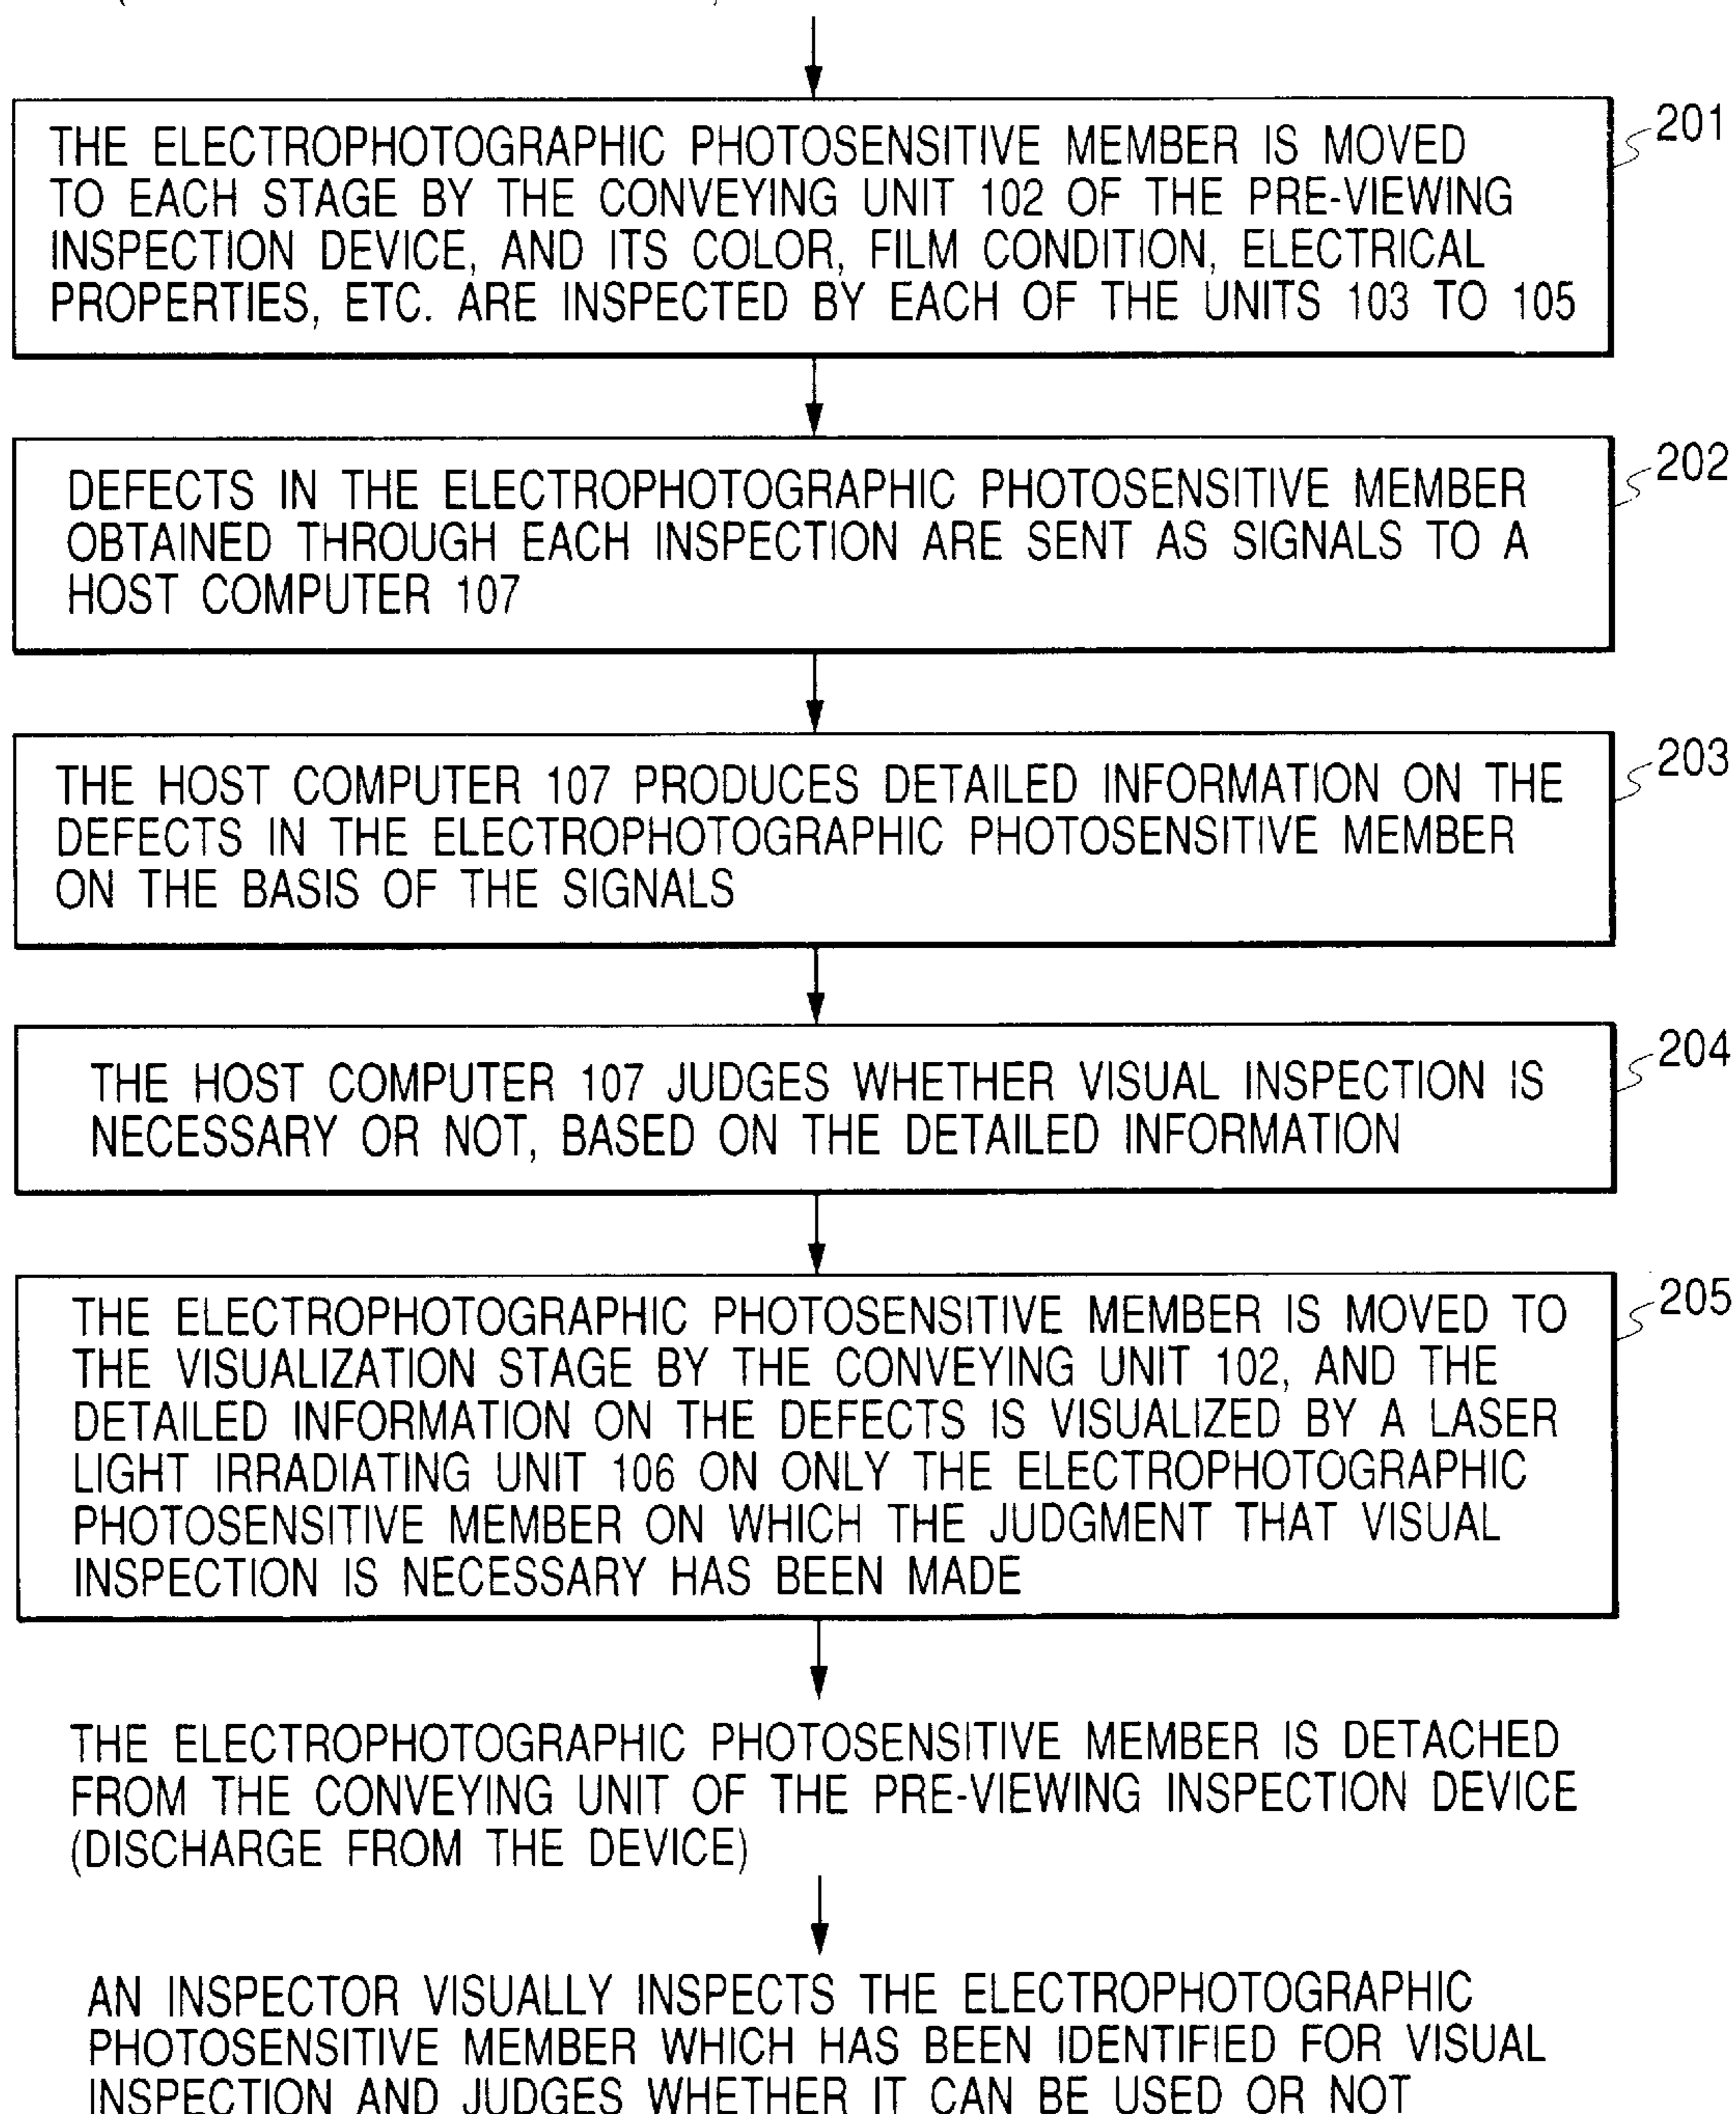 THE ELECTROPHOTOGRAPHIC PHOTOSENSITIVE MEMBER IS MOVED
TO EACH STAGE BY THE CONVEYING UNIT 102 OF THE PRE-VIEWING
INSPECTION DEVICE, AND ITS COLOR, FILM CONDITION, ELECTRICAL
PROPERTIES, ETC. ARE INSPECTED BY EACH OF THE UNITS 103 TO 105
201
DEFECTS IN THE ELECTROPHOTOGRAPHIC PHOTOSENSITIVE MEMBER
OBTAINED THROUGH EACH INSPECTION ARE SENT AS SIGNALS TO A
HOST COMPUTER 107
202
THE HOST COMPUTER 107 PRODUCES DETAILED INFORMATION ON THE
DEFECTS IN THE ELECTROPHOTOGRAPHIC PHOTOSENSITIVE MEMBER
ON THE BASIS OF THE SIGNALS
203
THE HOST COMPUTER 107 JUDGES WHETHER VISUAL INSPECTION IS
NECESSARY OR NOT, BASED ON THE DETAILED INFORMATION
204
THE ELECTROPHOTOGRAPHIC PHOTOSENSITIVE MEMBER IS MOVED TO
THE VISUALIZATION STAGE BY THE CONVEYING UNIT 102, AND THE
DETAILED INFORMATION ON THE DEFECTS IS VISUALIZED BY A LASER
LIGHT IRRADIATING UNIT 106 ON ONLY THE ELECTROPHOTOGRAPHIC
PHOTOSENSITIVE MEMBER ON WHICH THE JUDGMENT THAT VISUAL
INSPECTION IS NECESSARY HAS BEEN MADE
205
THE ELECTROPHOTOGRAPHIC PHOTOSENSITIVE MEMBER IS DETACHED
FROM THE CONVEYING UNIT OF THE PRE-VIEWING INSPECTION DEVICE
(DISCHARGE FROM THE DEVICE)
AN INSPECTOR VISUALLY INSPECTS THE ELECTROPHOTOGRAPHIC
PHOTOSENSITIVE MEMBER WHICH HAS BEEN IDENTIFIED FOR VISUAL
INSPECTION AND JUDGES WHETHER IT CAN BE USED OR NOT